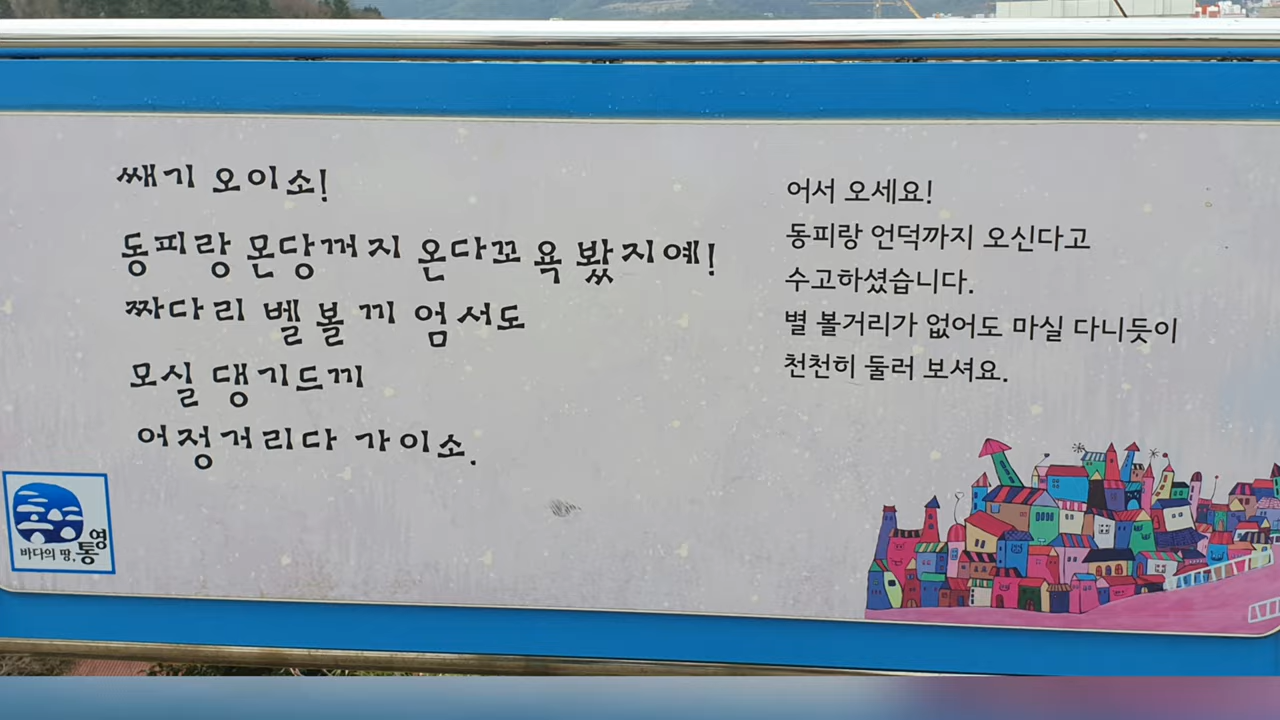 쌔기 오이소!
동피랑 몬당꺼지 온다꼬 욕 봤지예!
짜다리 벨 볼 끼 엄서도
모실 댕기드끼
어정거리다 가이소.
어서 오세요!
동피랑 언덕까지 오신다고
수고하셨습니다.
별 볼거리가 없어도 마실 다니듯이
천천히 둘러 보셔요.
바다의 땅, 통영